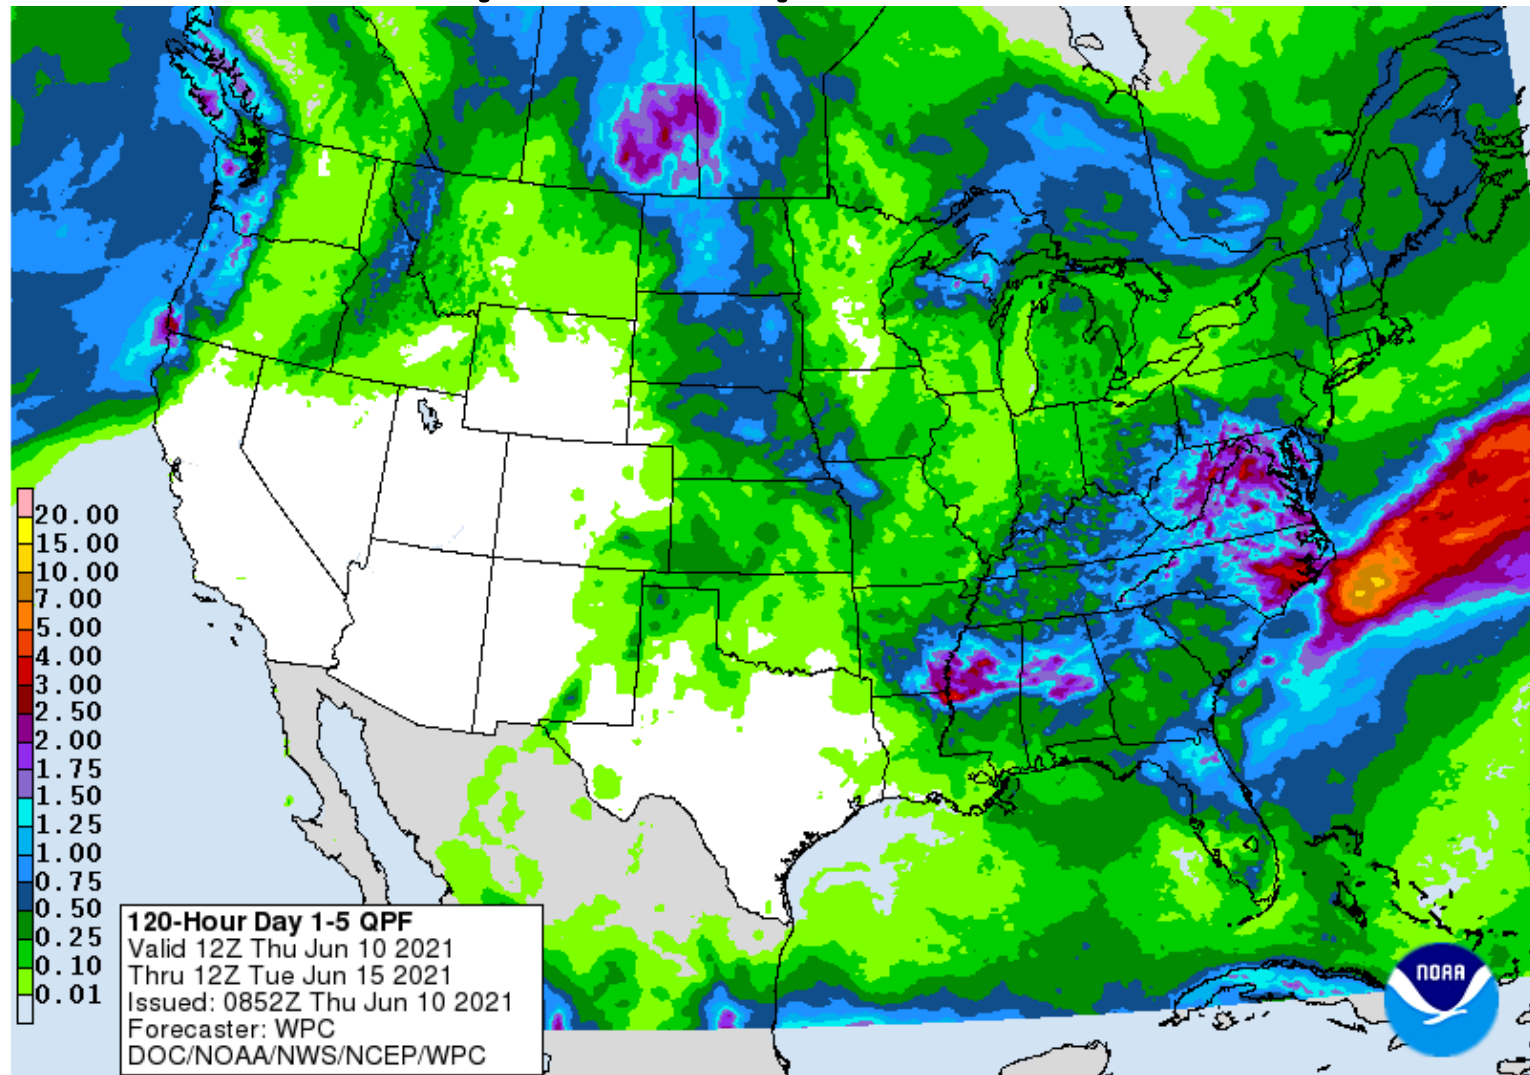 20.00
15.00
10.00
7.00
5.00
4.00
3.00
2.50
2.00
1.75
1.50
1.25
1.00
0.75
0.50
0.25
0.10
0.01
120-Hour Day 1-5 QPF
Valid 12Z Thu Jun 10 2021
Thru 12Z Tue Jun 15 2021
Issued: 0852Z Thu Jun 10 2021
Forecaster: WPC
DOC/NOAA/NWS/NCEP/WPC
NOAA